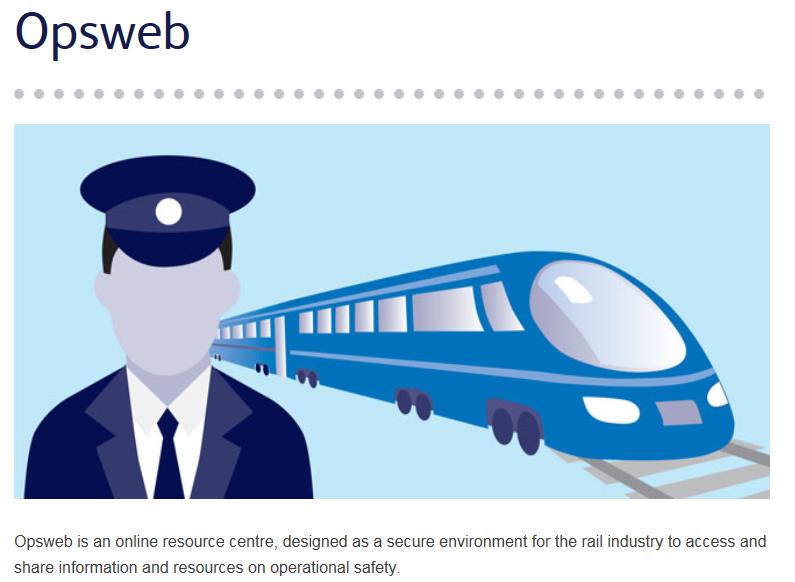 Opsweb
Opsweb is an online resource centre, designed as a secure environment for the rail industry to access and
share information and resources on operational safety.